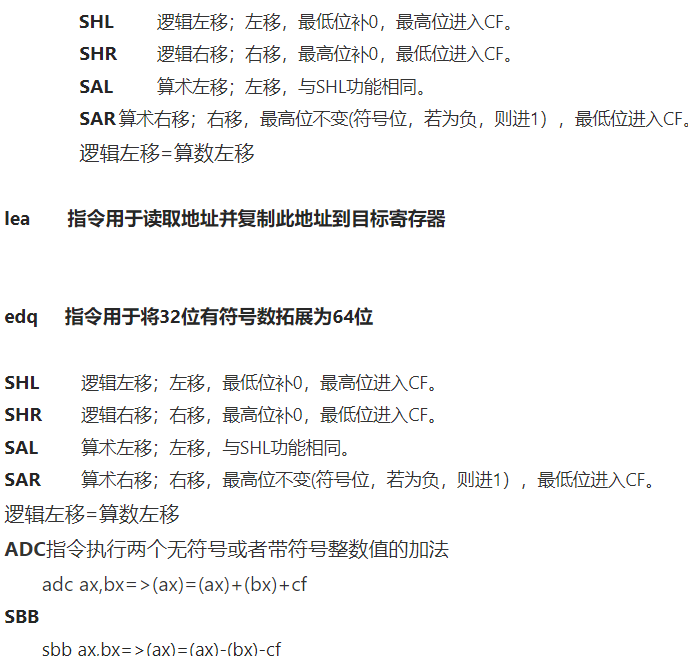 SHL 逻辑左移；左移，最低位补0，最高位进入CF。
SHR 逻辑右移；右移，最高位补0，最低位进入CF。
SAL 算术左移；左移，与SHL功能相同。
SAR 算术右移；右移，最高位不变(符号位，若为负，则进1），最低位进入CF。
逻辑左移=算数左移
lea 指令用于读取地址并复制此地址到目标寄存器
edq 指令用于将32位有符号数拓展为64位
SHL 逻辑左移；左移，最低位补0，最高位进入CF。
SHR 逻辑右移；右移，最高位补0，最低位进入CF。
SAL 算术左移；左移，与SHL功能相同。
SAR 算术右移；右移，最高位不变(符号位，若为负，则进1），最低位进入CF。
逻辑左移=算数左移
ADC指令执行两个无符号或者带符号整数值的加法
adc ax,bx=>(ax)=(ax)+(bx)+cf
SBB
sbb ax,bx=>(ax)=(ax)-(bx)-cf